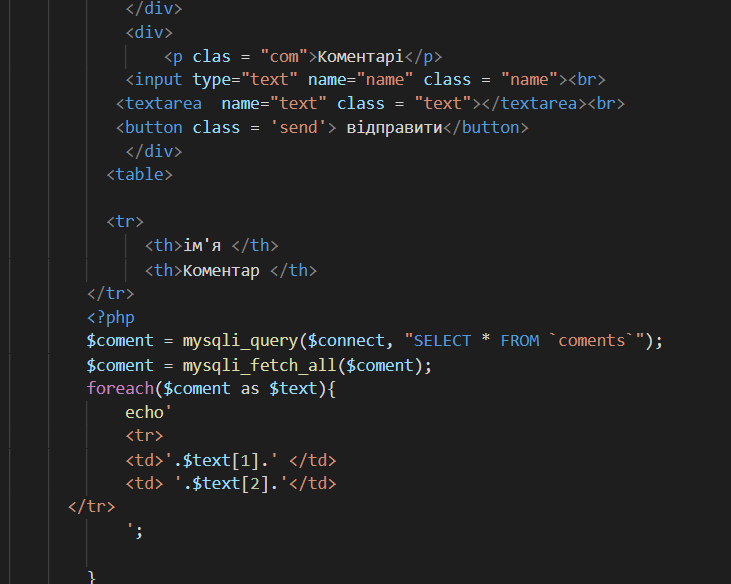 </div>
<div>
<p clas = "com">Коментарі</p>
<input type="text" name="name" class = "name"><br>
<textarea  name="text" class = "text"></textarea><br>
<button class = 'send'> відправити</button>
</div>
<table>
<tr>
<th>ім'я </th>
<th>Коментар </th>
</tr>
<?php
$coment = mysqli_query($connect, "SELECT * FROM `coments`");
$coment = mysqli_fetch_all($coment);
foreach($coment as $text){
echo'
<tr>
<td>'.$text[1].' </td>
<td> '.$text[2].'</td>
</tr>
';
}